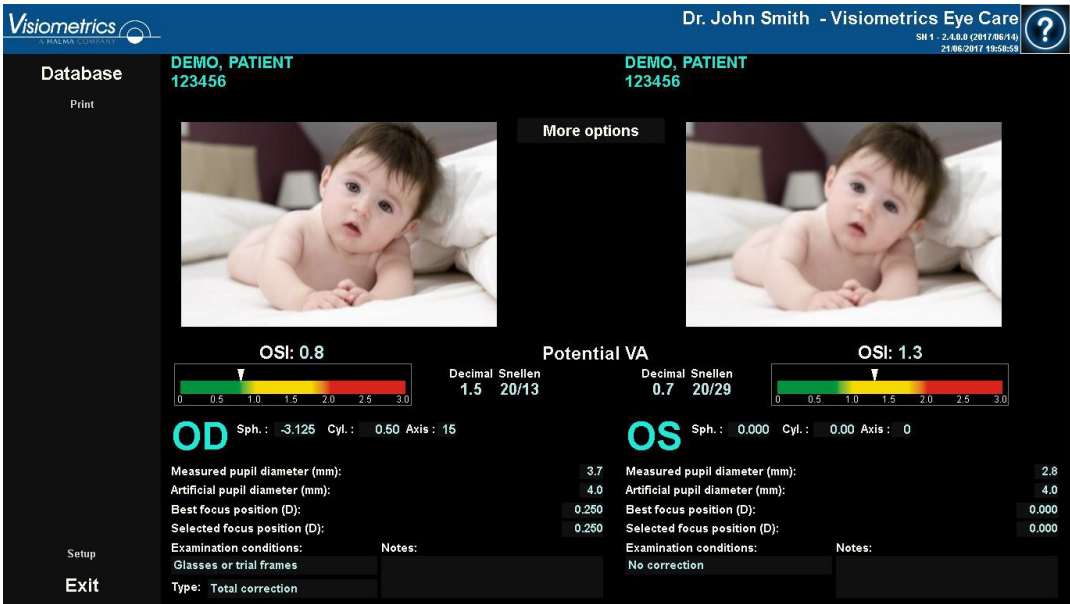 Visiometrics
A HALMA COMPANY
Dr. John Smith - Visiometrics Eye Care
SN 1 - 2.4.0.0 (2017/06/14)
21/06/2017 19:58:59
?
Database
Print
DEMO, PATIENT
123456
DEMO, PATIENT
123456
More options
OSI: 0.8
Potential VA
OSI: 1.3
0 0.5 1.0 1.5 2.0 2.5 3.0
Decimal Snellen
1.5 20/13
Decimal Snellen
0.7 20/29
0 0.5 1.0 1.5 2.0 2.5 3.0
OD Sph. : -3.125 Cyl. : 0.50 Axis : 15
OS Sph. : 0.000 Cyl. : 0.00 Axis : 0
Measured pupil diameter (mm): 3.7
Artificial pupil diameter (mm): 4.0
Best focus position (D): 0.250
Selected focus position (D): 0.250
Examination conditions: Notes:
Glasses or trial frames
Type: Total correction
Measured pupil diameter (mm): 2.8
Artificial pupil diameter (mm): 4.0
Best focus position (D): 0.000
Selected focus position (D): 0.000
Examination conditions: Notes:
No correction
Setup
Exit